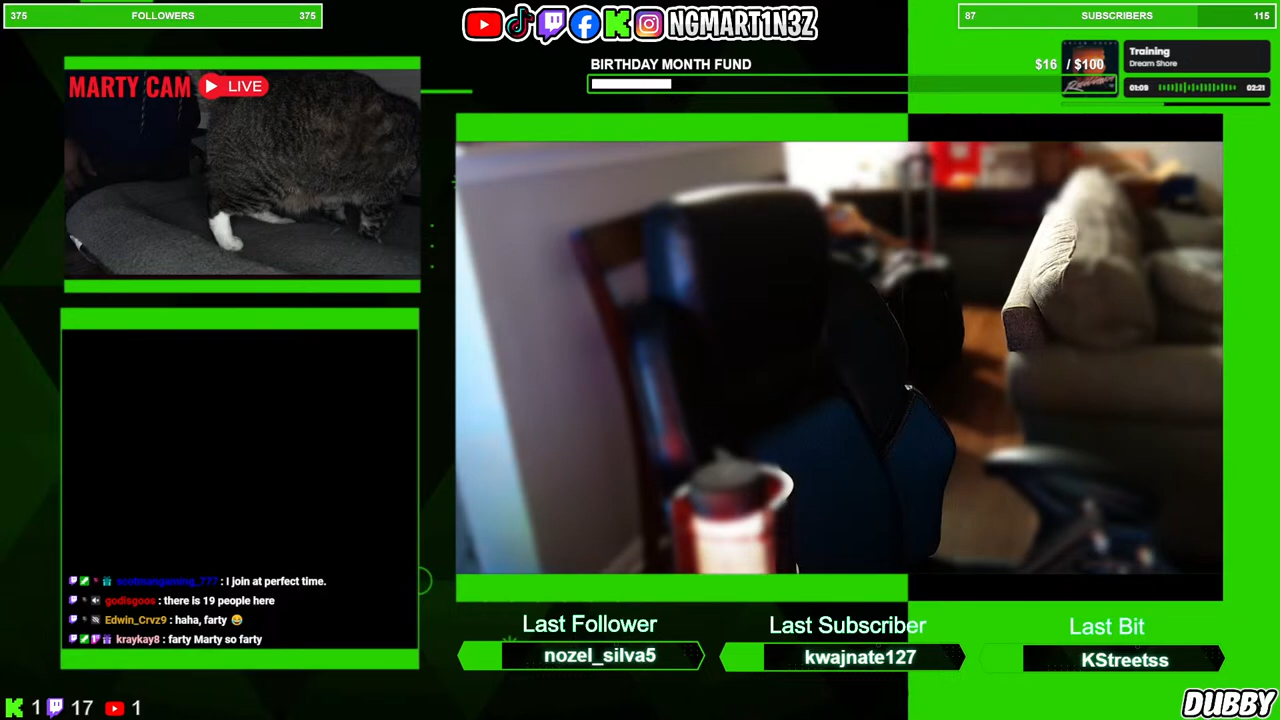 375 FOLLOWERS 375
NGMART1N3Z
87 SUBSCRIBERS 115
BIRTHDAY MONTH FUND
$16 / $100
Training
Dream Shore
01:09 02:21
MARTY CAM LIVE
scotmangaming_777 : I join at perfect time.
godisgoos : there is 19 people here
Edwin_Crvz9 : haha, farty 😂
kraykay8 : farty Marty so farty
Last Follower
nozel_silva5
Last Subscriber
kwajnate127
Last Bit
KStreetss
1 17 1
DUBBY